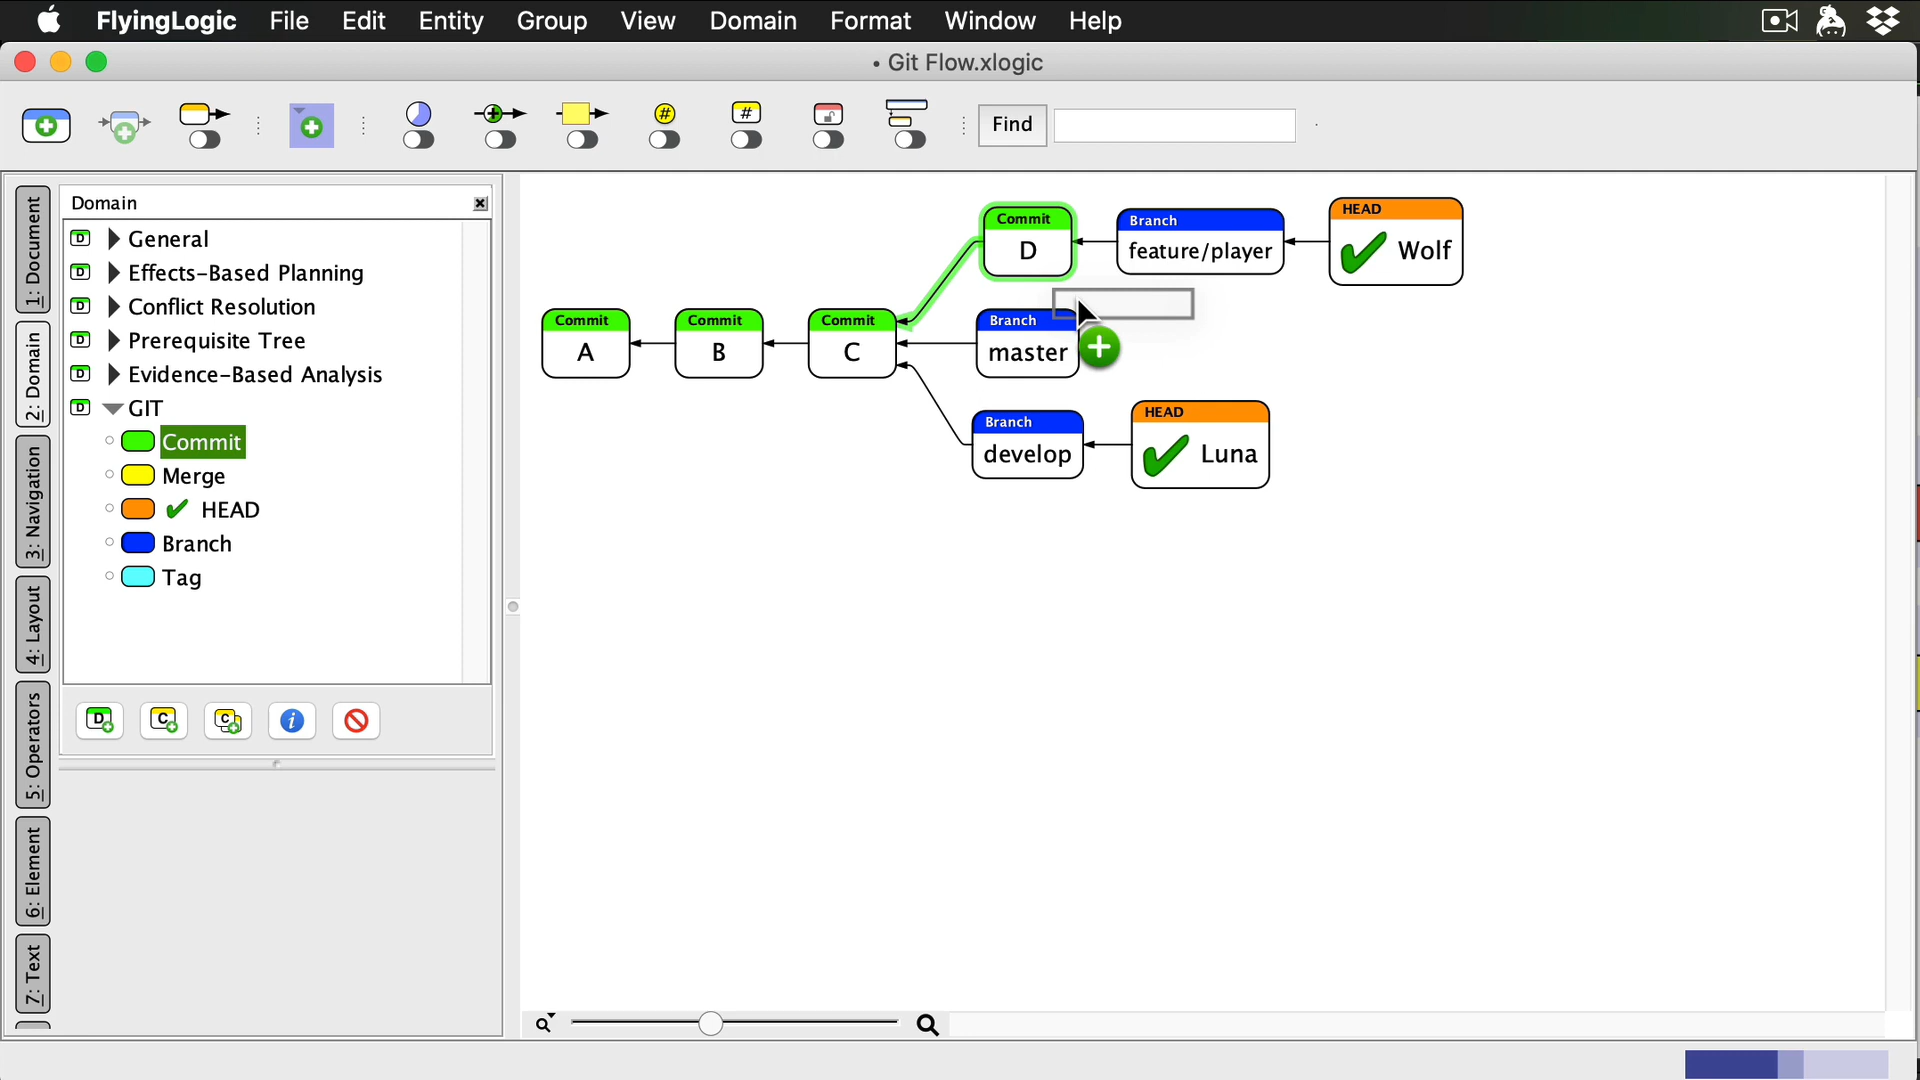 FlyingLogic File Edit Entity Group View Domain Format Window Help
• Git Flow.xlogic
# # Find
1: Document
2: Domain
3: Navigation
4: Layout
5: Operators
6: Element
7: Text
Domain
D General
D Effects-Based Planning
D Conflict Resolution
D Prerequisite Tree
D Evidence-Based Analysis
D GIT
Commit
Merge
HEAD
Branch
Tag
D C C i
Commit
D
Branch
feature/player
HEAD
Wolf
Commit
A
Commit
B
Commit
C
Branch
master
Branch
develop
HEAD
Luna